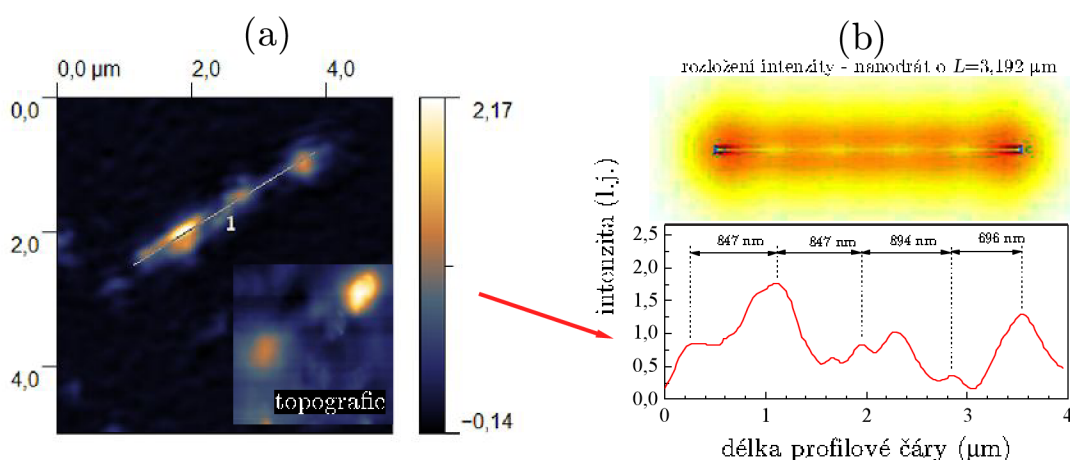 (a)
0,0 µm 2,0 4,0
0,0
2,0
4,0
1
topografic
2,17
−0,14
(b)
rozložení intenzity - nanodrát o L=3,192 µm
intenzita (l.j.)
2,5
2,0
1,5
1,0
0,5
0,0
847 nm 847 nm 894 nm 696 nm
0 1 2 3 4
délka profilové čáry (µm)